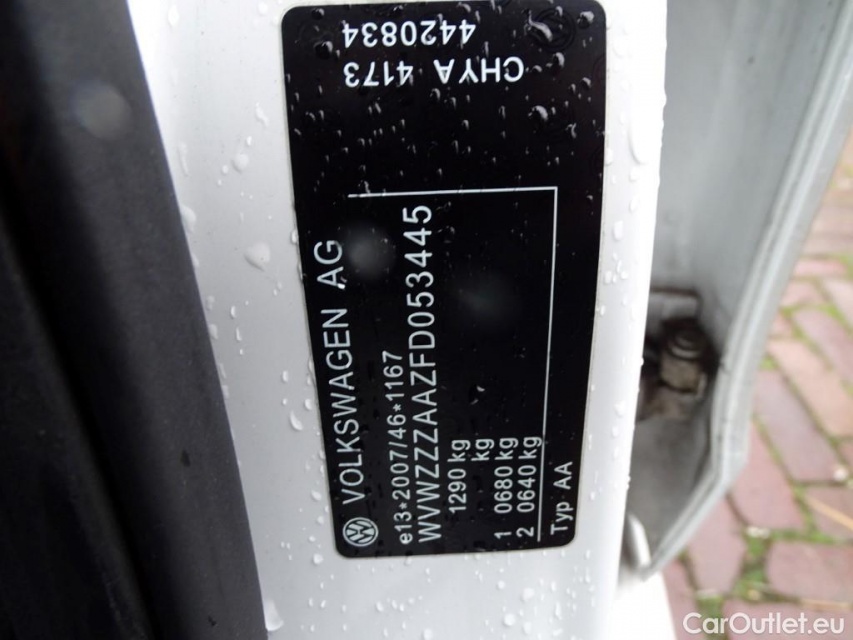 VOLKSWAGEN AG
e13*2007/46*1167
WVWZZZAAZFD053445
1290 kg
kg
1 0680 kg
2 0640 kg
Typ AA
CHYA 4173
4420834
CarOutlet.eu